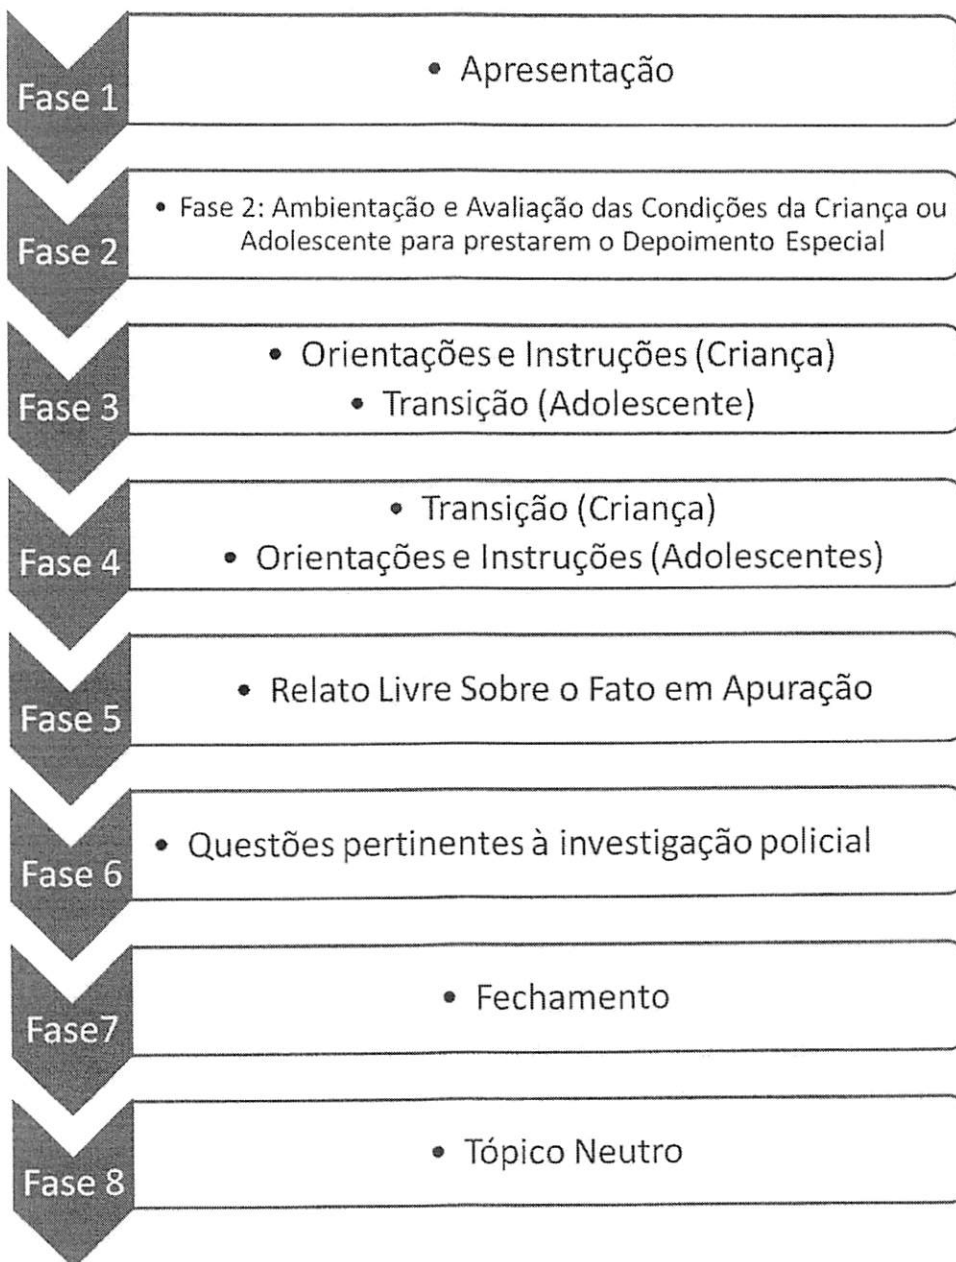 Fase 1
• Apresentação
Fase 2
• Fase 2: Ambientação e Avaliação das Condições da Criança ou
Adolescente para prestarem o Depoimento Especial
Fase 3
• Orientações e Instruções (Criança)
• Transição (Adolescente)
Fase 4
• Transição (Criança)
• Orientações e Instruções (Adolescentes)
Fase 5
• Relato Livre Sobre o Fato em Apuração
Fase 6
• Questões pertinentes à investigação policial
Fase7
• Fechamento
Fase 8
• Tópico Neutro